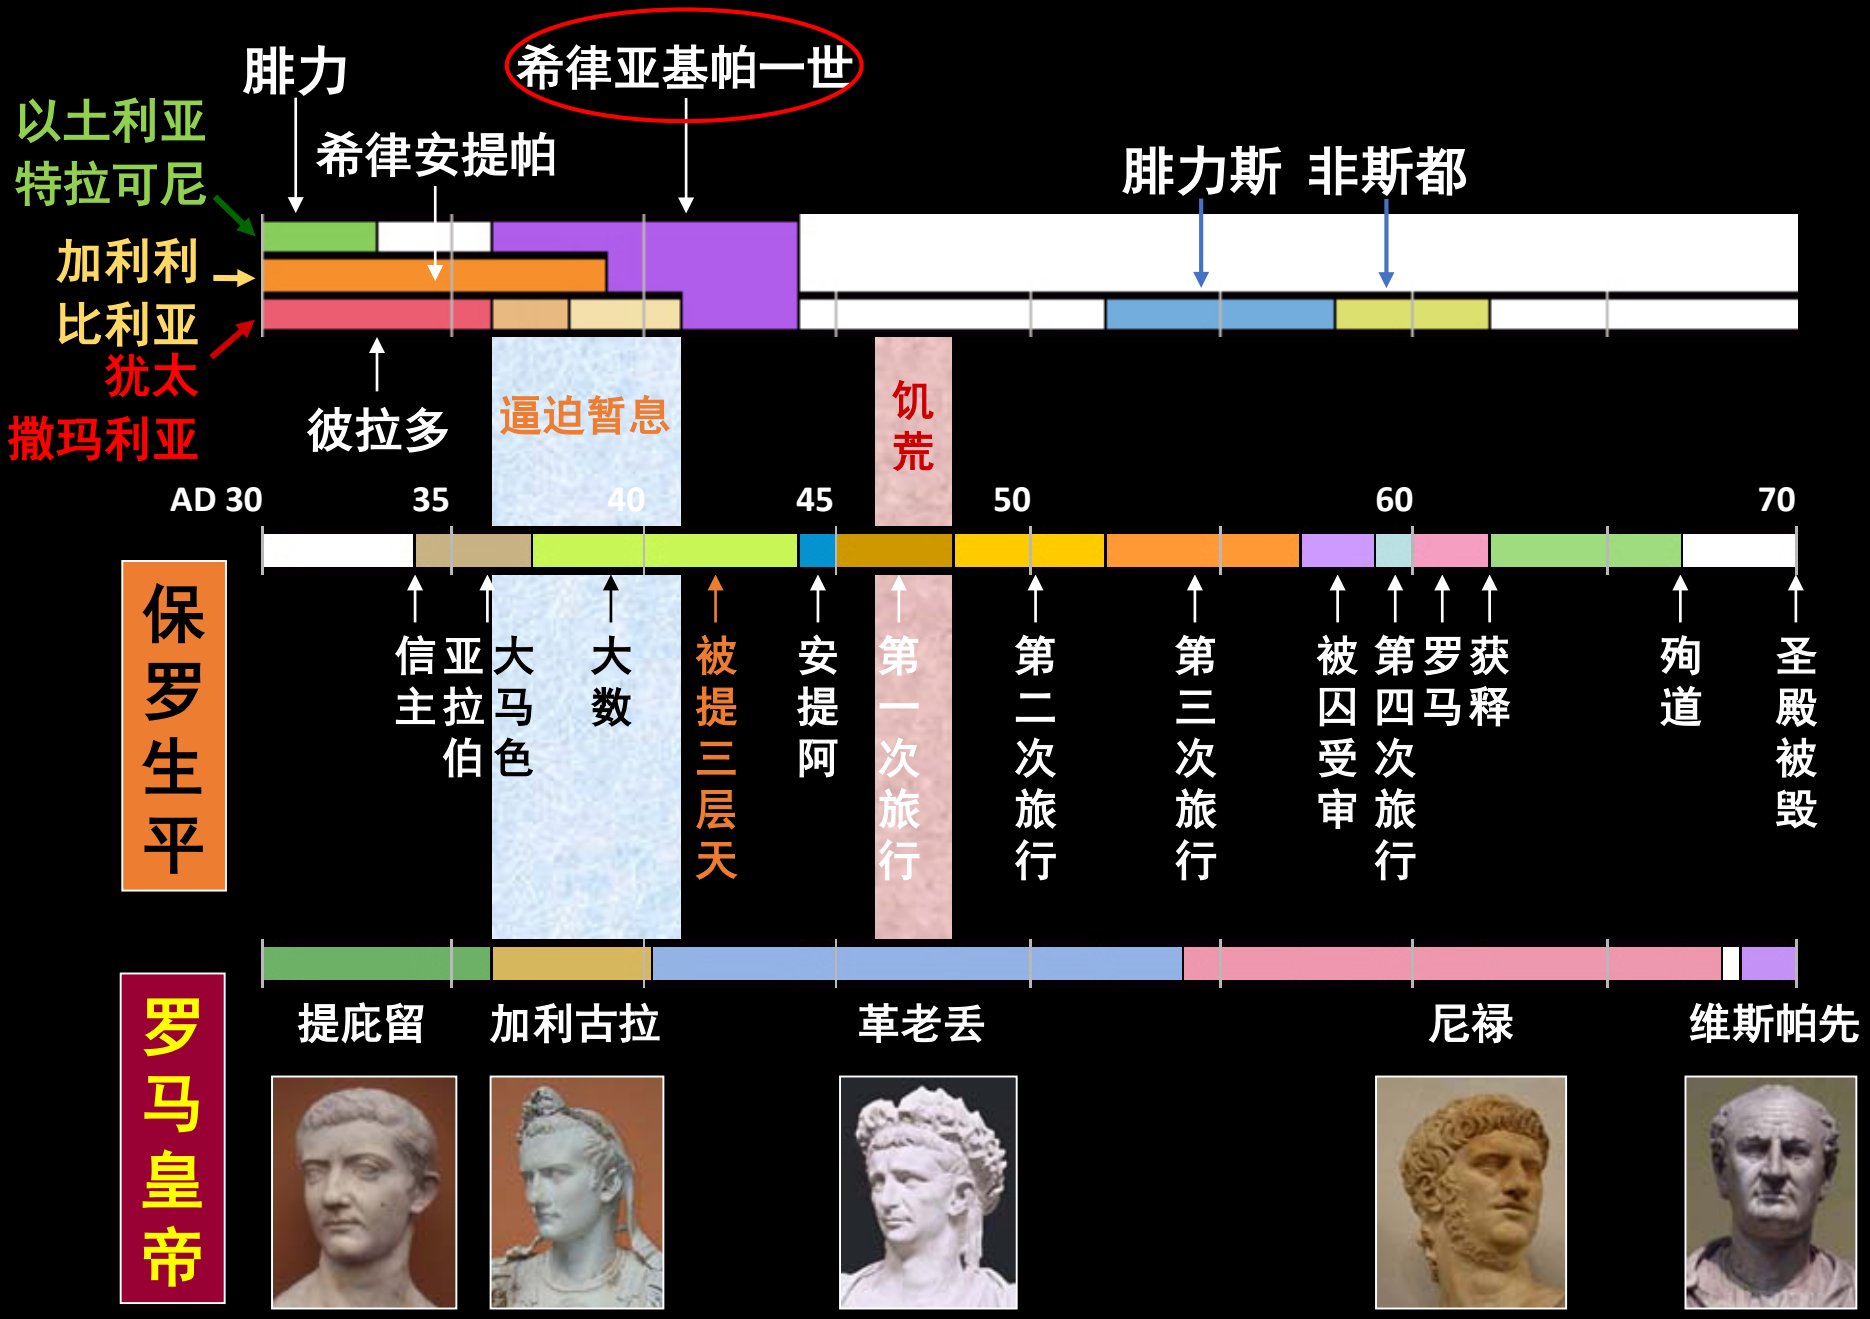 腓力
希律亚基帕一世
以土利亚
特拉可尼
希律安提帕
腓力斯
非斯都
加利利
比利亚
犹太
撒玛利亚
彼拉多
逼迫暂息
饥荒
AD 30
35
40
45
50
60
70
保罗生平
信主
亚拉伯
大马色
大数
被提三层天
安提阿
第一次旅行
第二次旅行
第三次旅行
被囚受审
第四次旅行
罗马
获释
殉道
圣殿被毁
罗马皇帝
提庇留
加利古拉
革老丢
尼禄
维斯帕先